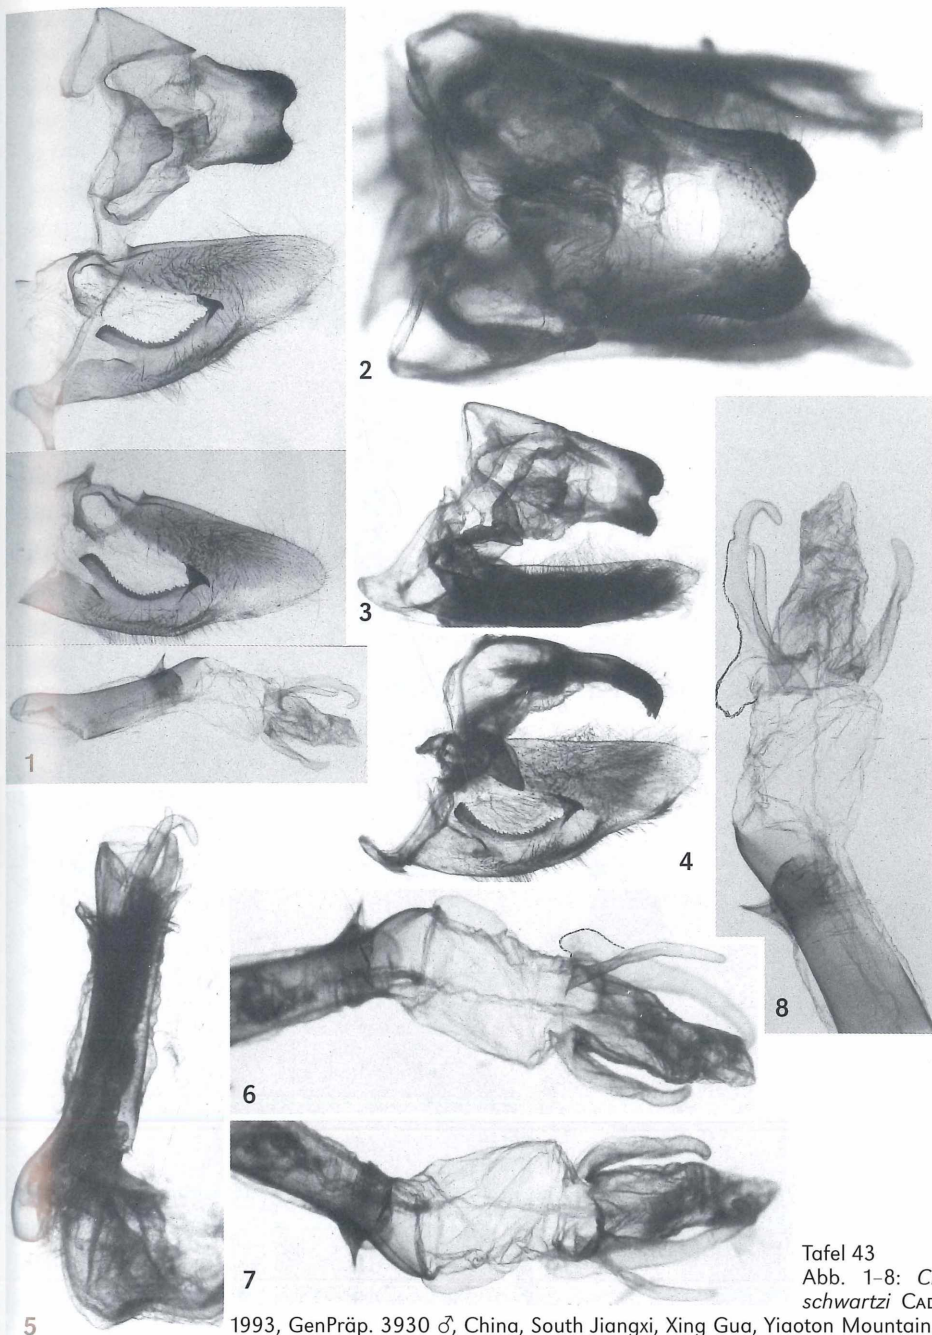 2
3
1
4
8
6
5
7
Tafel 43
Abb. 1–8:
schwartzi
1993, GenPräp. 3930 ♂, China, South Jiangxi, Xing Gua, Yiaoton Mountain